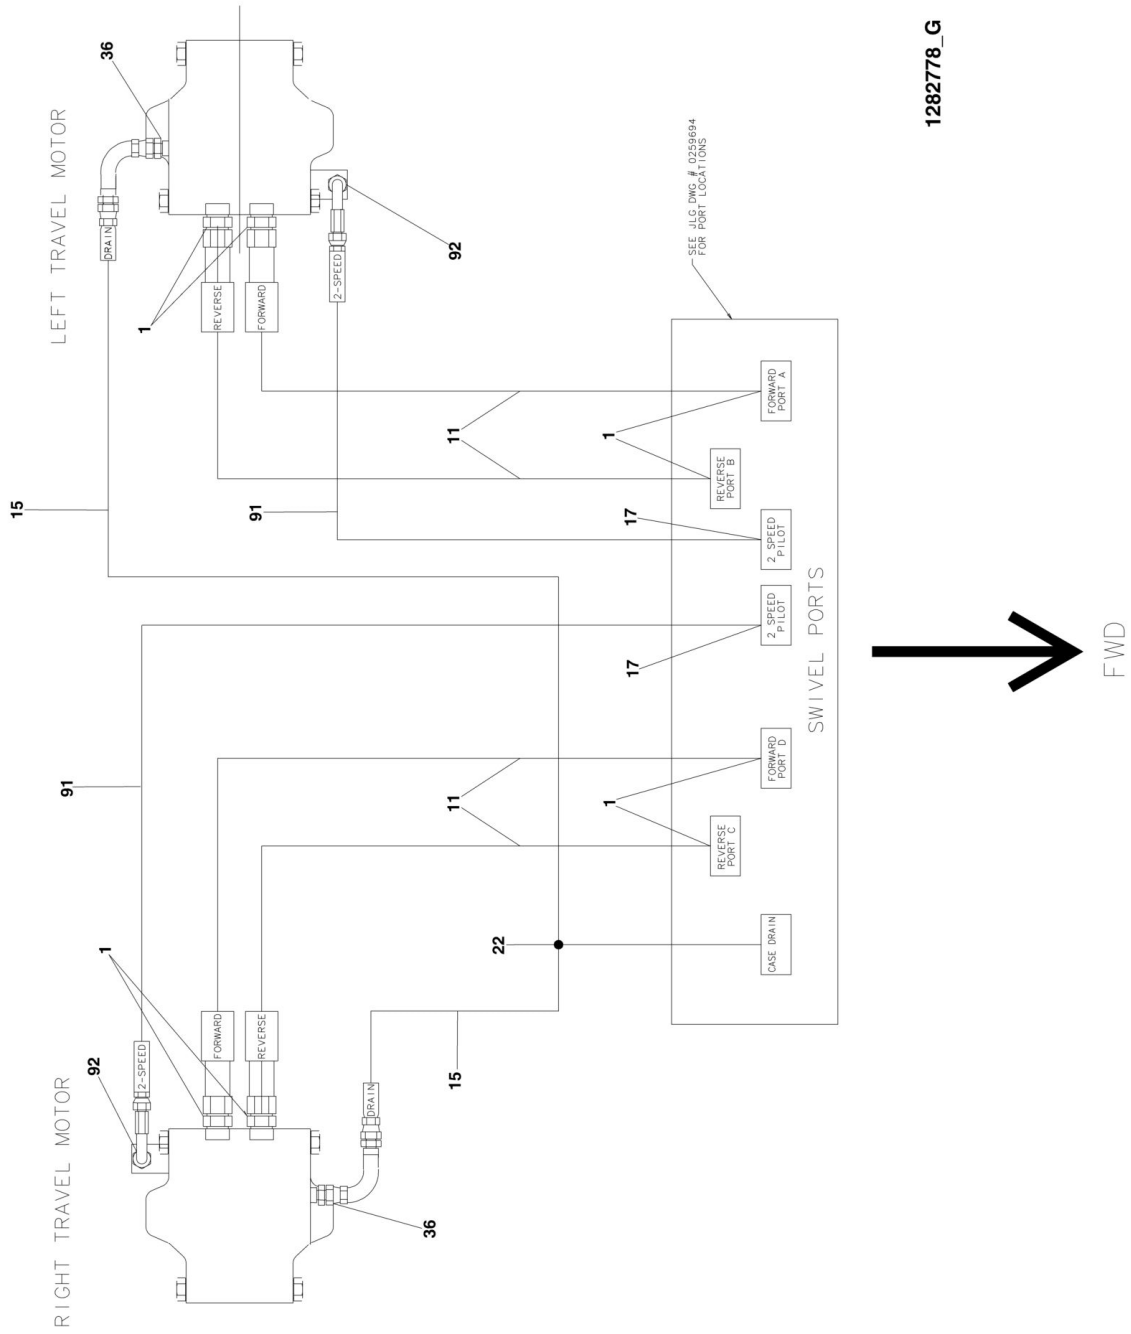 LEFT TRAVEL MOTOR
36
DRAIN
1
REVERSE
FORWARD
2-SPEED
92
15
91
11
1
17
SEE JLG DWG # 0259694
FOR PORT LOCATIONS
FORWARD
PORT A
REVERSE
PORT B
2 SPEED
PILOT
2 SPEED
PILOT
17
SWIVEL PORTS
FORWARD
PORT D
REVERSE
PORT C
CASE DRAIN
1
11
91
22
15
RIGHT TRAVEL MOTOR
92
2-SPEED
1
FORWARD
REVERSE
DRAIN
36
FWD
1282778_G